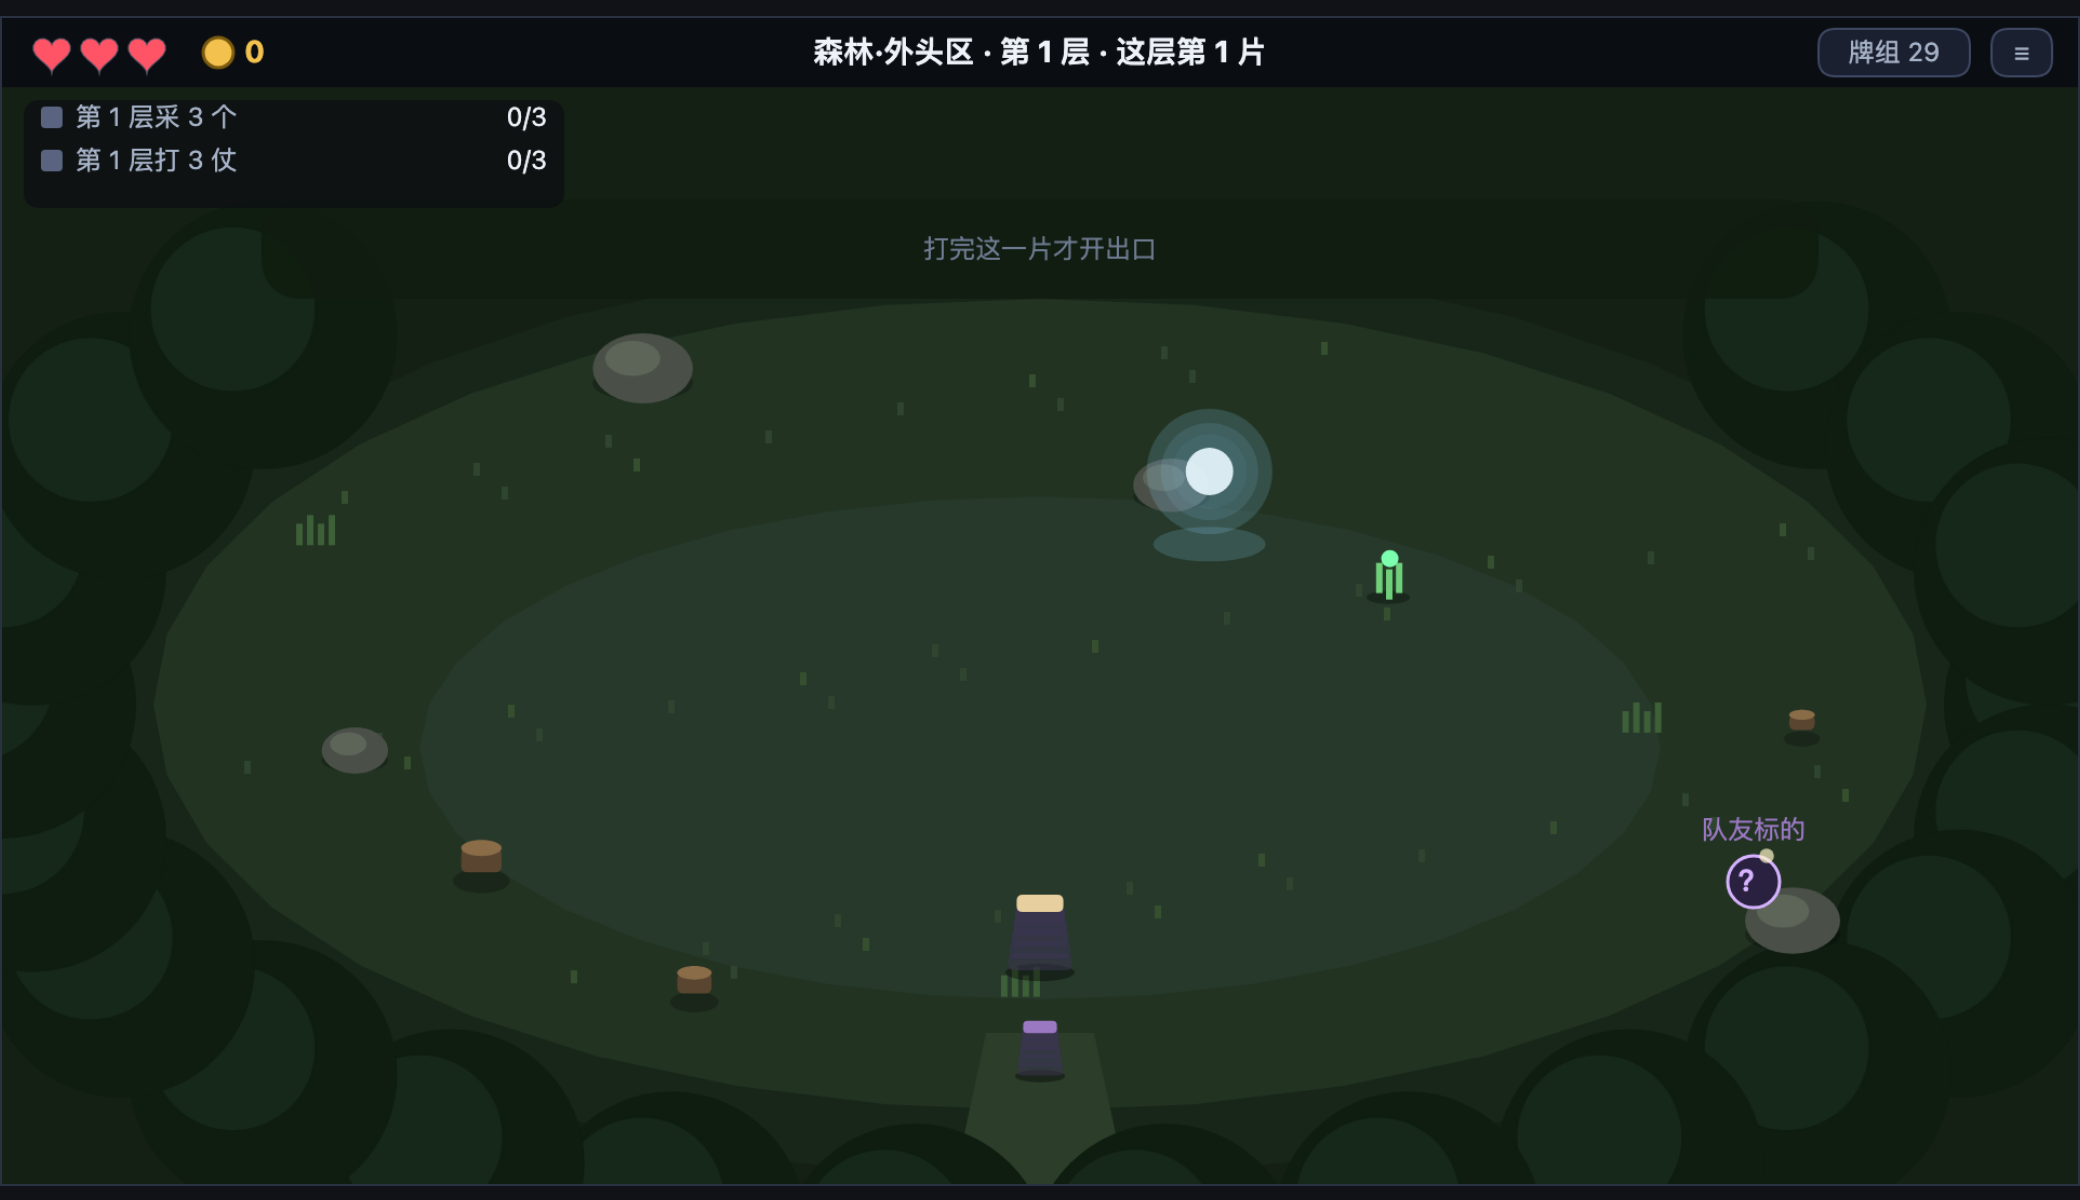 0
森林·外头区 · 第 1 层 · 这层第 1 片
牌组 29
≡
第 1 层采 3 个 0/3
第 1 层打 3 仗 0/3
打完这一片才开出口
队友标的
?